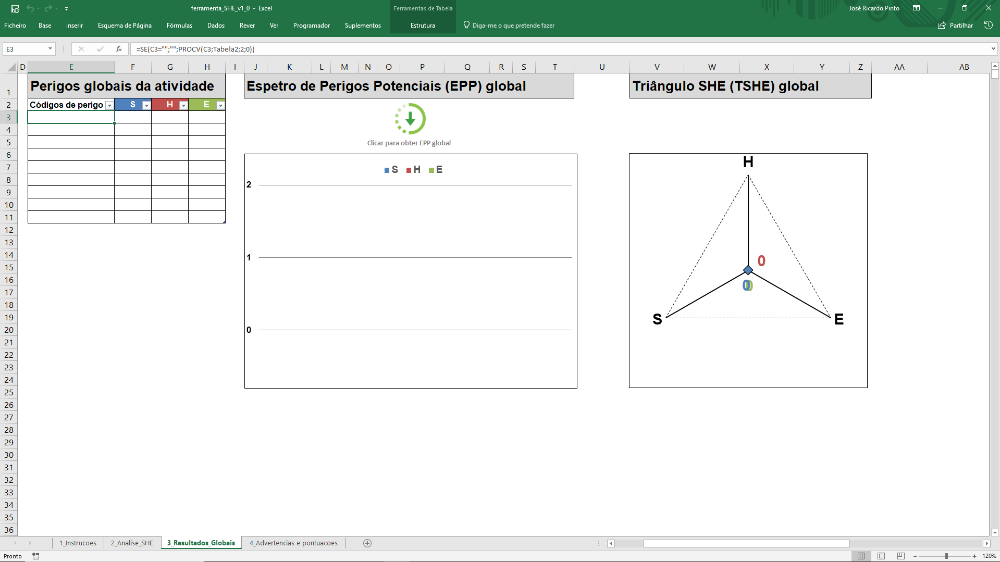 ferramenta_SHE_v1_0 - Excel
Ferramentas de Tabela
José Ricardo Pinto
Ficheiro Base Inserir Esquema de Página Fórmulas Dados Rever Ver Programador Suplementos Estrutura Diga-me o que pretende fazer Partilhar
E3 fx =SE(C3="";"";PROCV(C3;Tabela2;2;0))
D E F G H I J K L M N O P Q R S T U V W X Y Z AA AB
1 Perigos globais da atividade Espetro de Perigos Potenciais (EPP) global Triângulo SHE (TSHE) global
2 Códigos de perigo S H E
3
4
5
6
7
8
9
10
11
12
13
14
15
16
17
18
19
20
21
22
23
24
25
26
27
28
29
30
31
32
33
34
35
36
Clicar para obter EPP global
S H E
2
1
0
H
0
0 0
S E
1_Instrucoes 2_Analise_SHE 3_Resultados_Globais 4_Advertencias e pontuacoes
Pronto 120%